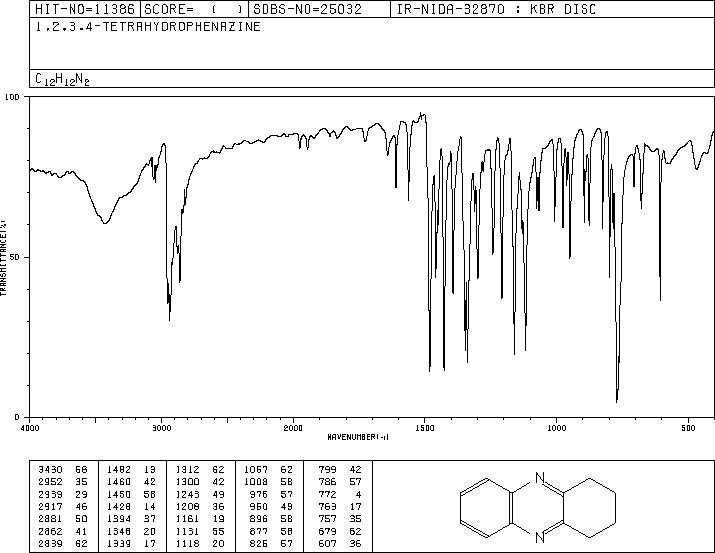 HIT-NO=11386 SCORE= ( ) SDBS-NO=25032 IR-NIDA-32870 : KBR DISC
1,2,3,4-TETRAHYDROPHENAZINE
C12H12N2
100
TRANSMITTANCE(%)
50
0
4000 3000 2000 1500 1000 500
WAVENUMBER(-1)
3430 58 1482 13 1312 62 1067 62 799 42
2952 35 1460 42 1300 42 1008 58 786 57
2939 29 1450 58 1243 49 976 57 772 4
2917 46 1428 14 1208 36 950 49 769 17
2881 50 1394 37 1161 19 896 58 757 35
2862 41 1348 20 1131 55 877 58 679 62
2839 62 1339 17 1118 20 826 57 607 36
N
N